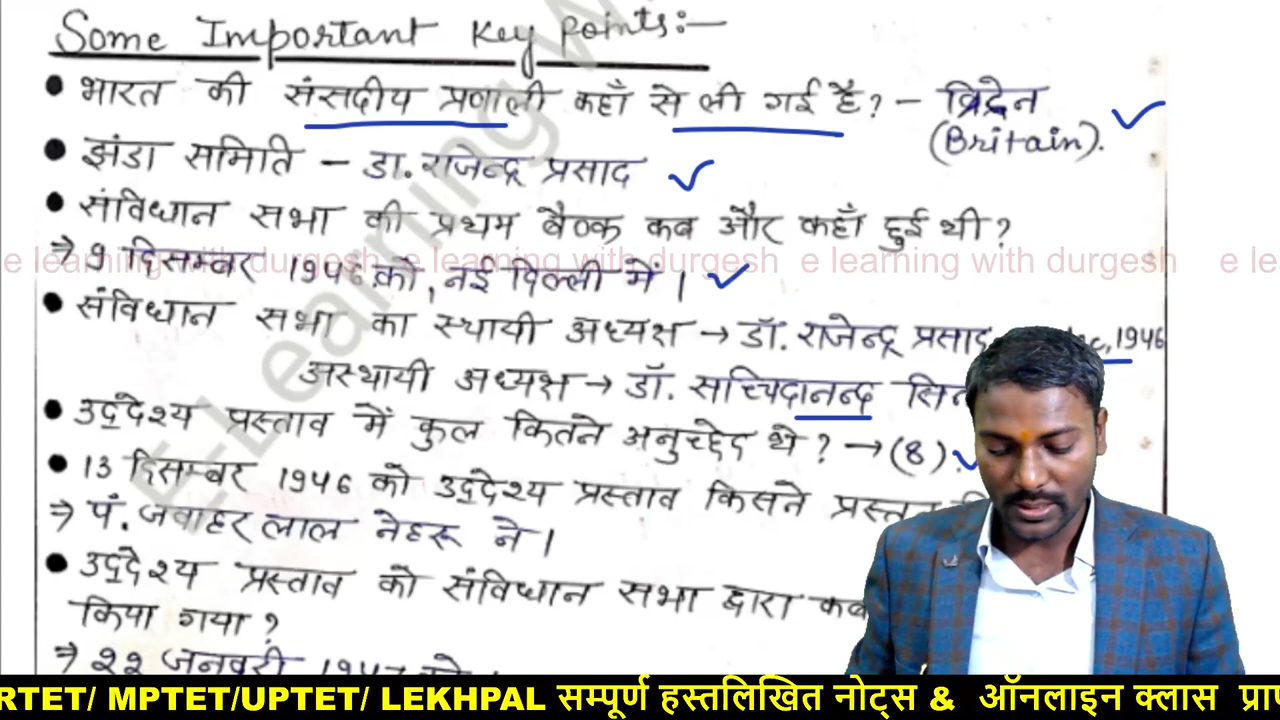 Some Important Key Points:—
• भारत की संसदीय प्रणाली कहाँ से ली गई है? – ब्रिट्रेन
(Britain).
• झंडा समिति – डा. राजेन्द्र प्रसाद
• संविधान सभा की प्रथम बैठक कब और कहाँ हुई थी?
e learning with durgesh e learning with durgesh e lea
⇒ 9 दिसम्बर 1946 को, नई दिल्ली में।
• संविधान सभा का स्थायी अध्यक्ष → डॉ. राजेन्द्र प्रसाद 1946
अस्थायी अध्यक्ष → डॉ. सच्चिदानन्द
• उद्देश्य प्रस्ताव में कुल कितने अनुच्छेद थे? → (8).
• 13 दिसम्बर 1946 को उद्देश्य प्रस्ताव किसने
⇒ पं. जवाहर लाल नेहरू ने।
• उद्देश्य प्रस्ताव को संविधान सभा द्वारा कब
किया गया?
⇒ 22 जनवरी
E-Learning W
RTET/ MPTET/UPTET/ LEKHPAL सम्पूर्ण हस्तलिखित नोट्स & ऑनलाइन क्लास